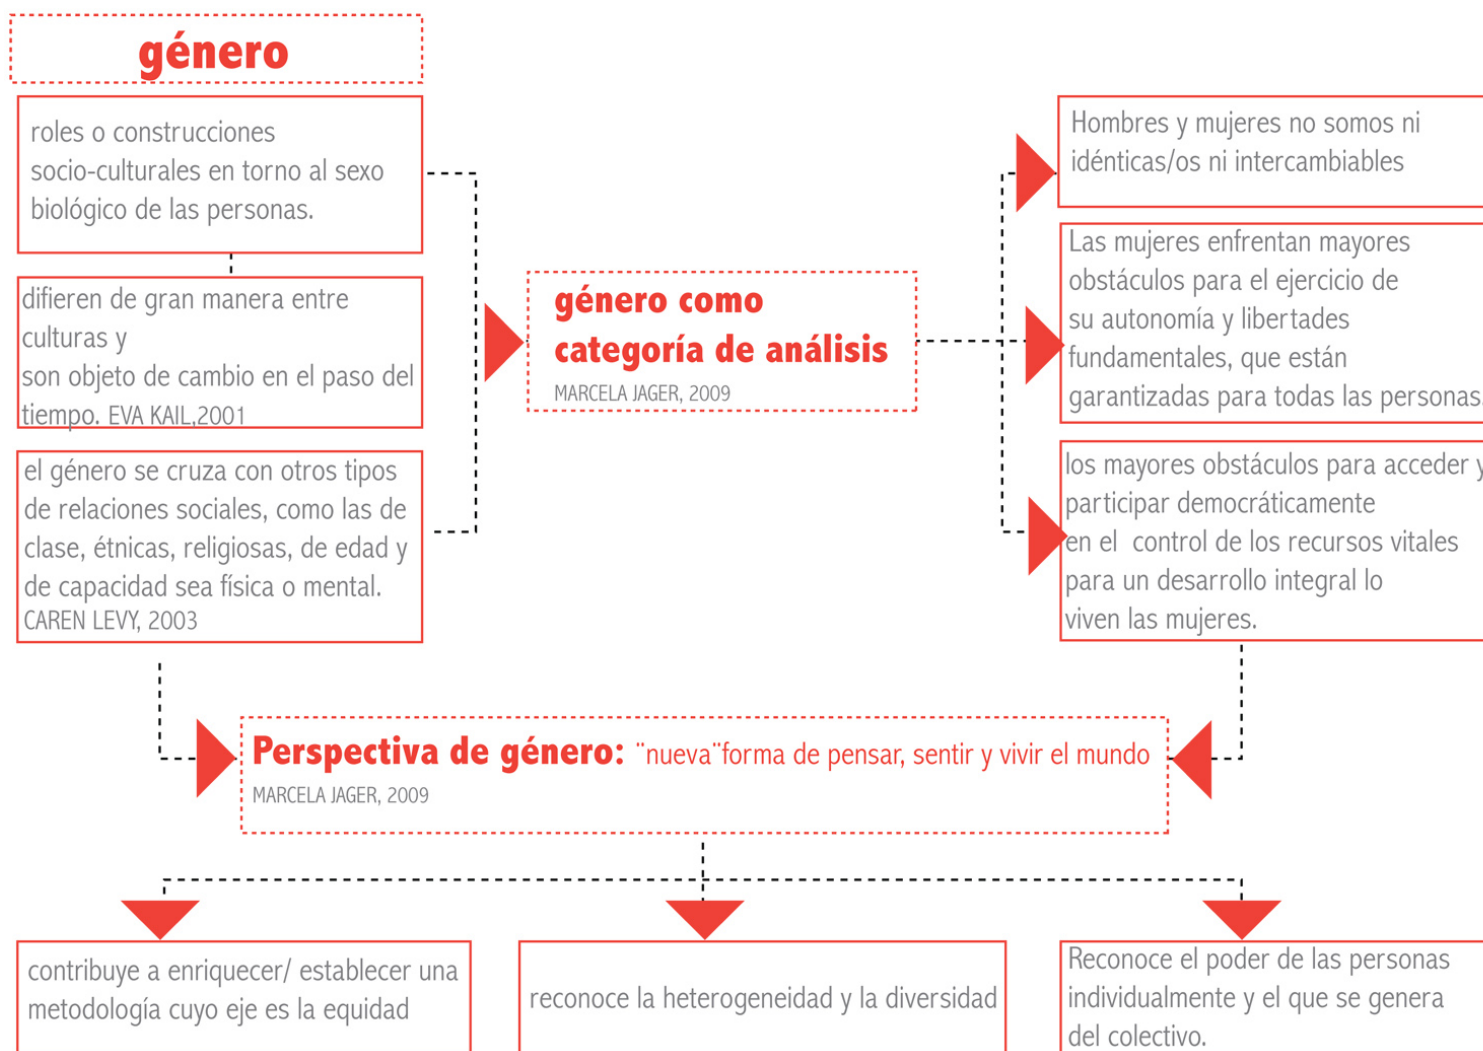 género
roles o construcciones
socio-culturales en torno al sexo
biológico de las personas.
difieren de gran manera entre
culturas y
son objeto de cambio en el paso del
tiempo. EVA KAIL,2001
el género se cruza con otros tipos
de relaciones sociales, como las de
clase, étnicas, religiosas, de edad y
de capacidad sea física o mental.
CAREN LEVY, 2003
género como
categoría de análisis
MARCELA JAGER, 2009
Hombres y mujeres no somos ni
idénticas/os ni intercambiables
Las mujeres enfrentan mayores
obstáculos para el ejercicio de
su autonomía y libertades
fundamentales, que están
garantizadas para todas las personas.
los mayores obstáculos para acceder y
participar democráticamente
en el control de los recursos vitales
para un desarrollo integral lo
viven las mujeres.
Perspectiva de género: ¨nueva¨forma de pensar, sentir y vivir el mundo
MARCELA JAGER, 2009
contribuye a enriquecer/ establecer una
metodología cuyo eje es la equidad
reconoce la heterogeneidad y la diversidad
Reconoce el poder de las personas
individualmente y el que se genera
del colectivo.